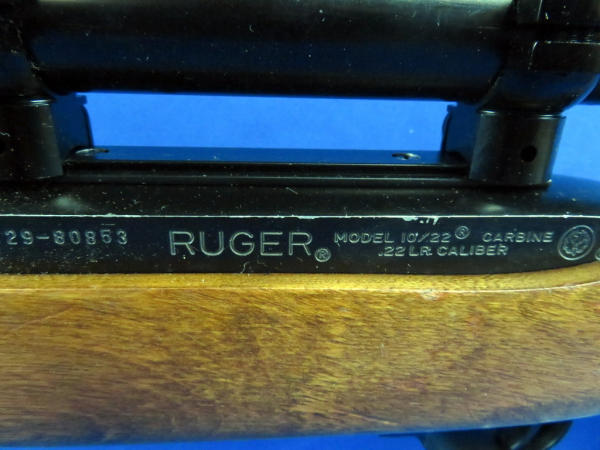 29-80853
RUGER®
MODEL 10/22® CARBINE
.22 LR. CALIBER